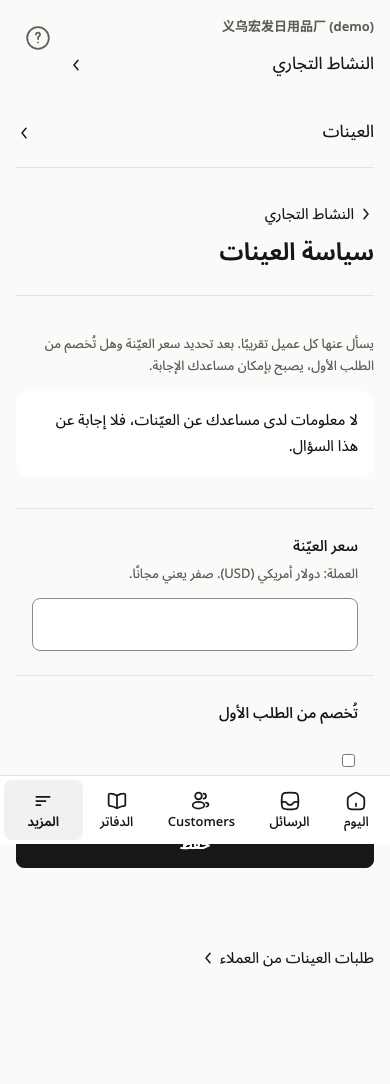 义乌宏发日用品厂 (demo)
النشاط التجاري
العينات
النشاط التجاري
سياسة العينات
يسأل عنها كل عميل تقريبًا. بعد تحديد سعر العيّنة وهل تُخصم من
الطلب الأول، يصبح بإمكان مساعدك الإجابة.
لا معلومات لدى مساعدك عن العيّنات، فلا إجابة عن
هذا السؤال.
سعر العيّنة
العملة: دولار أمريكي (USD). صفر يعني مجانًا.
تُخصم من الطلب الأول
اليوم
الرسائل
Customers
الدفاتر
المزيد
طلبات العينات من العملاء